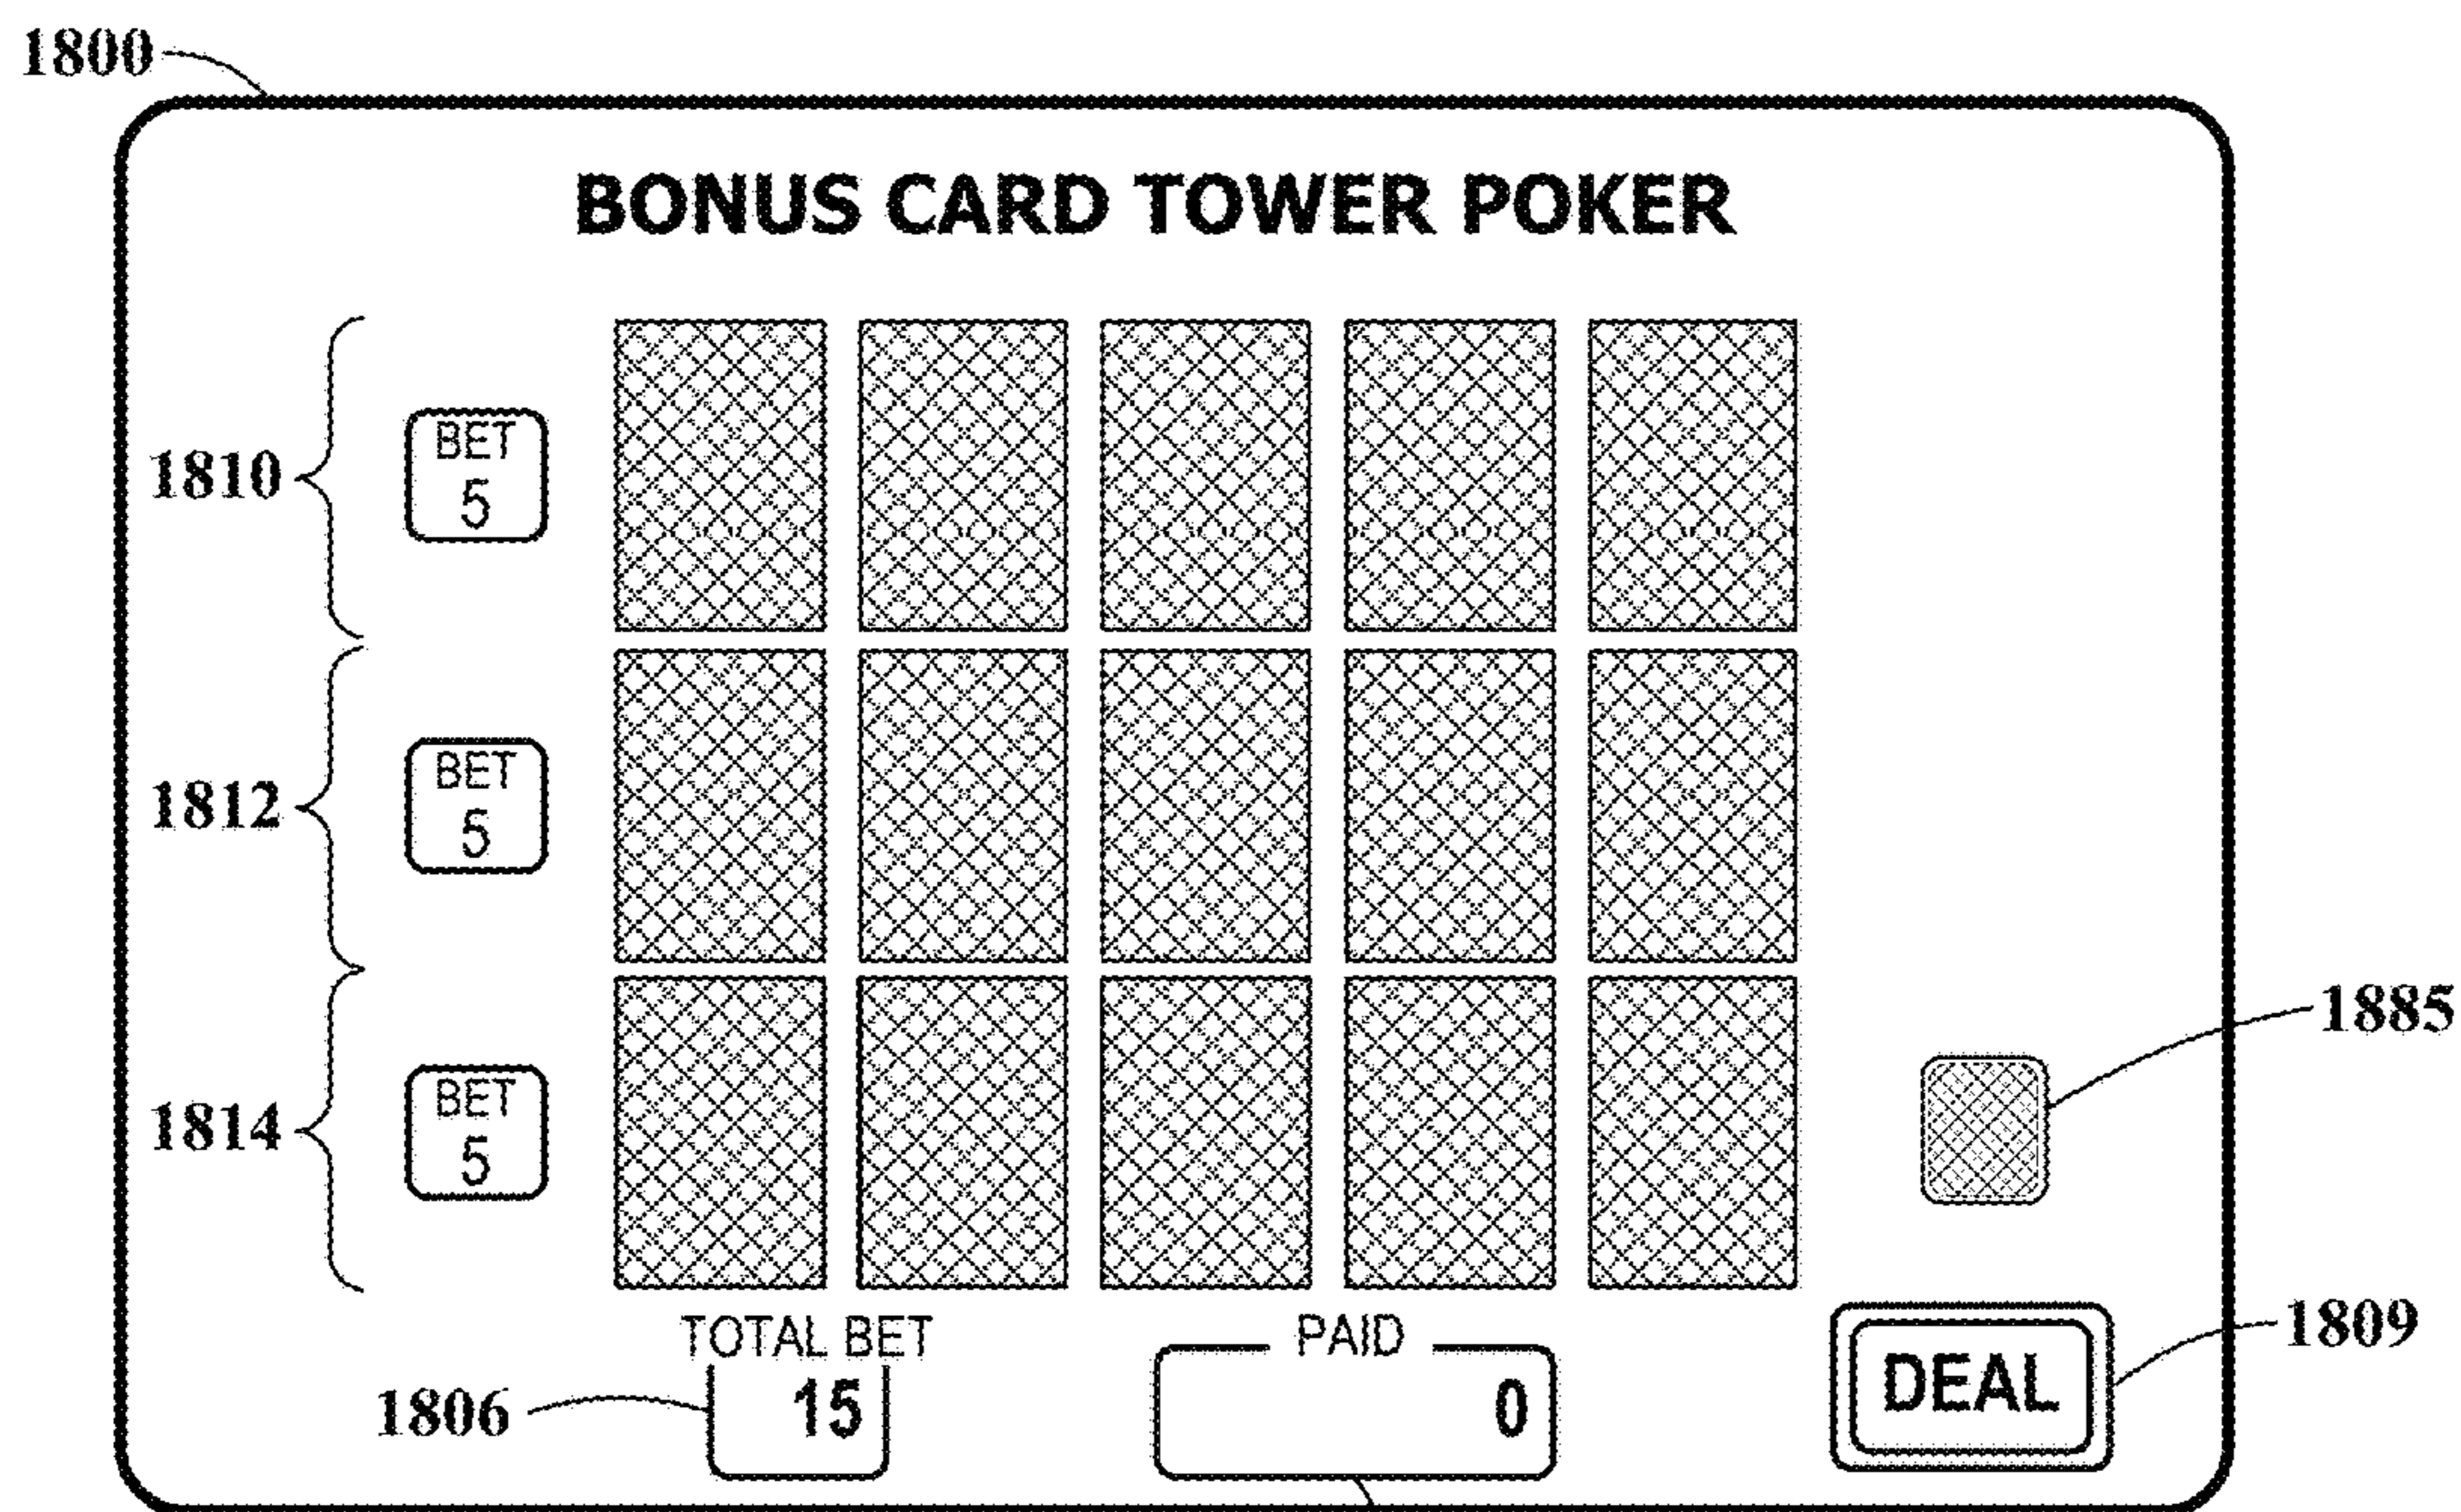 1800
BONUS CARD TOWER POKER
1810
BET
5
1812
BET
5
1814
BET
5
1885
TOTAL BET
15
1806
PAID
0
DEAL
1809